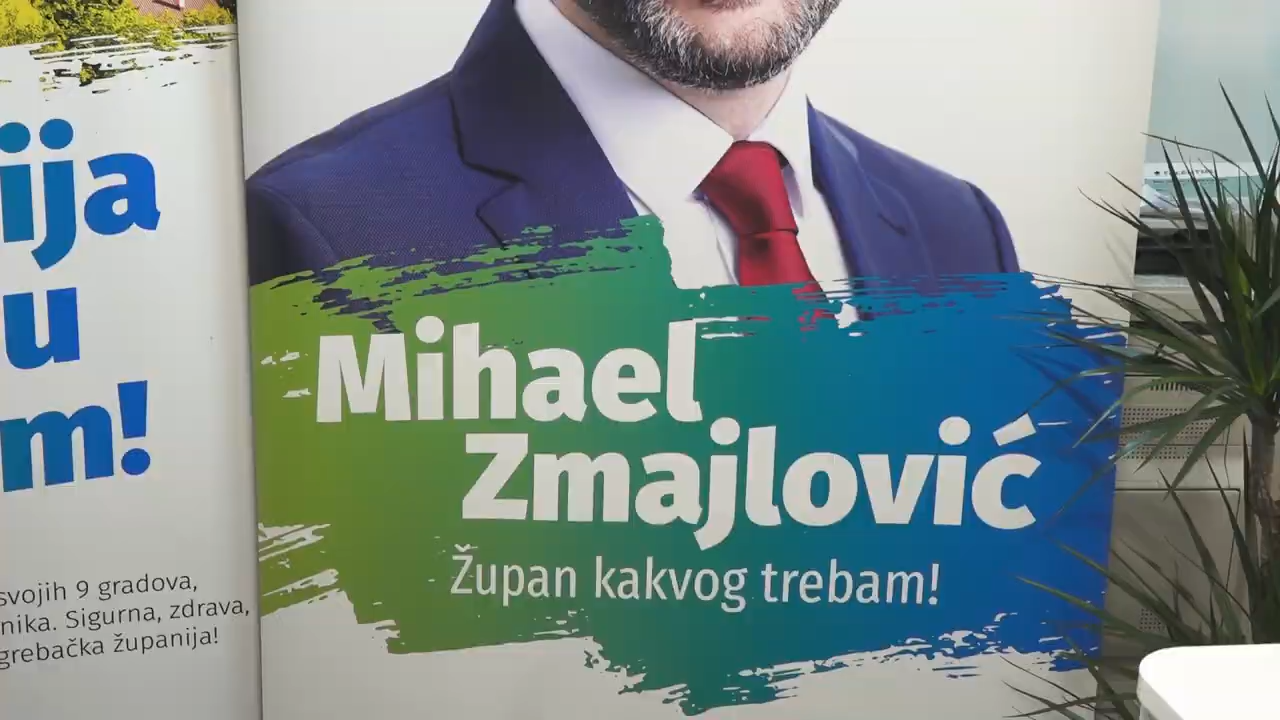 ija
u
m!
svojih 9 gradova,
nika. Sigurna, zdrava,
grebačka županija!
Mihael
Zmajlović
Župan kakvog trebam!